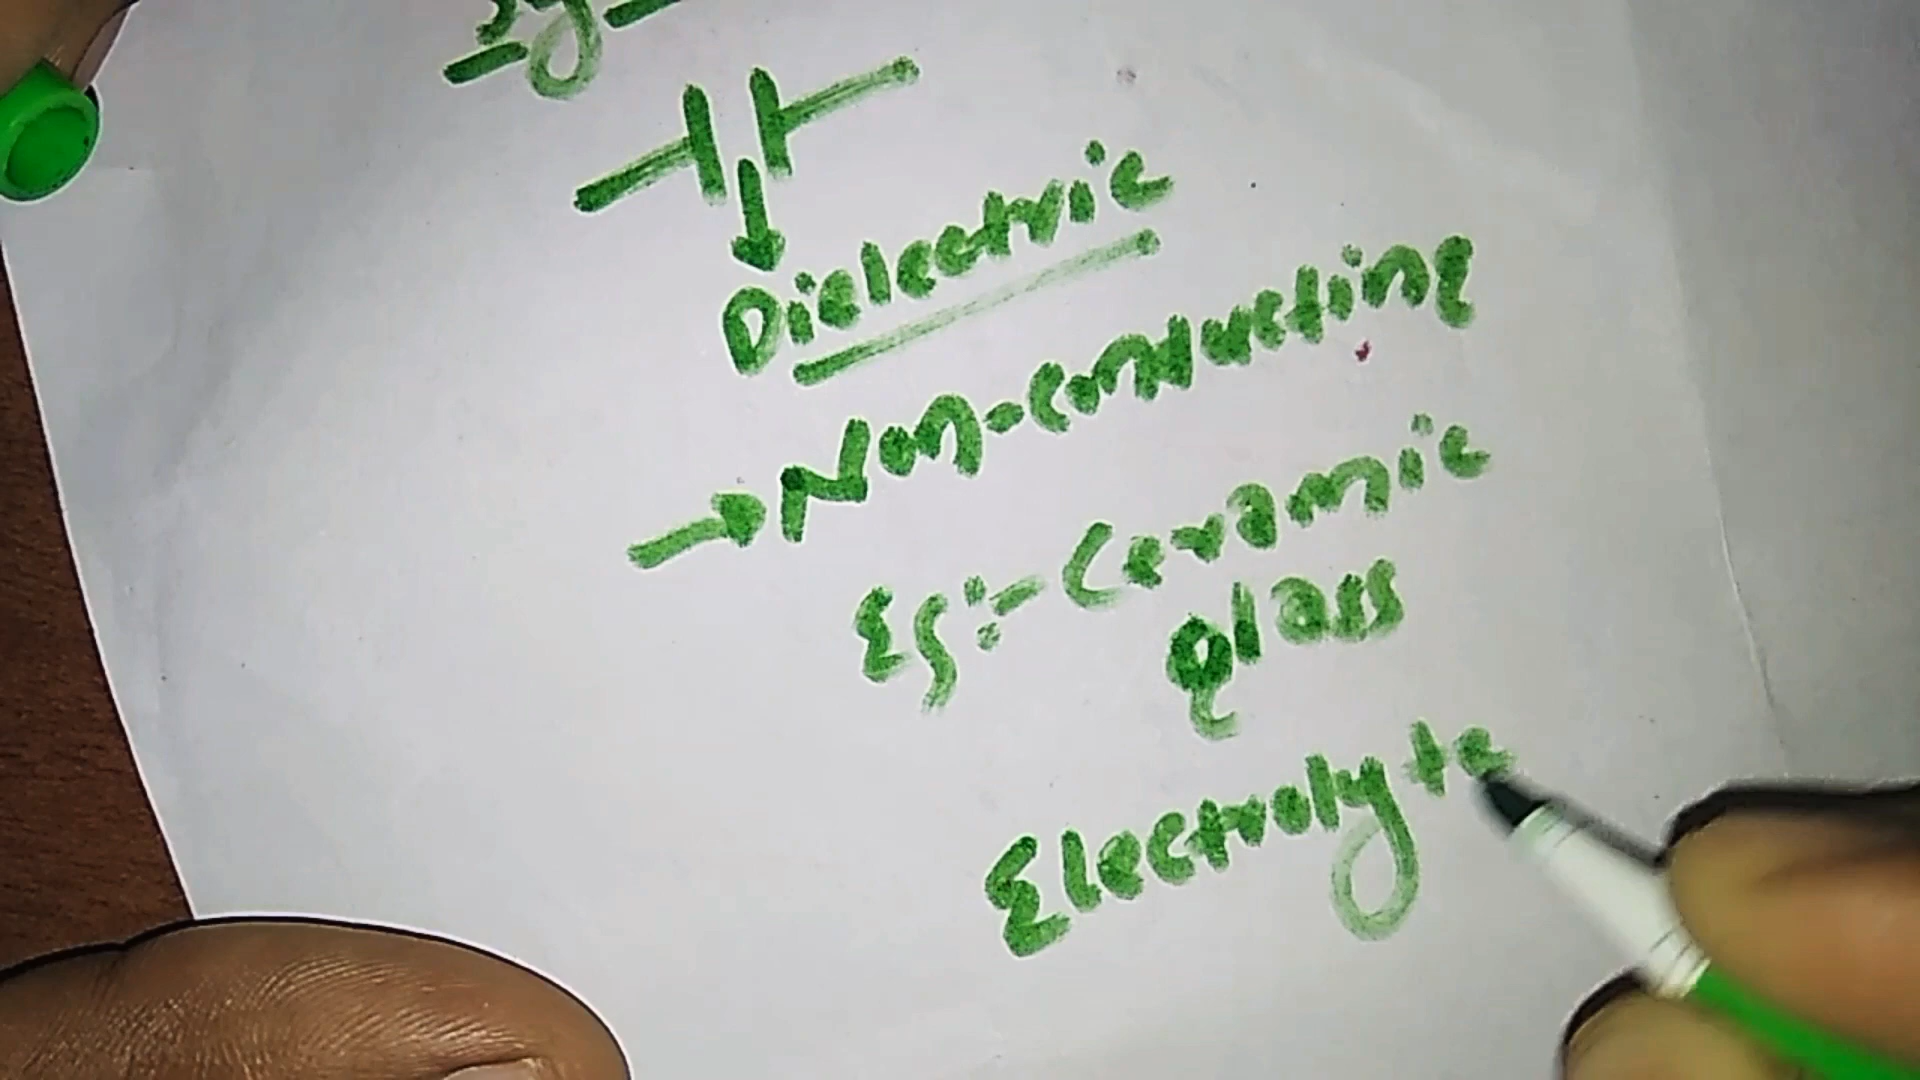 Dielectric
→ Non-conducting
Eg:- Ceramic
glass
Electrolyte